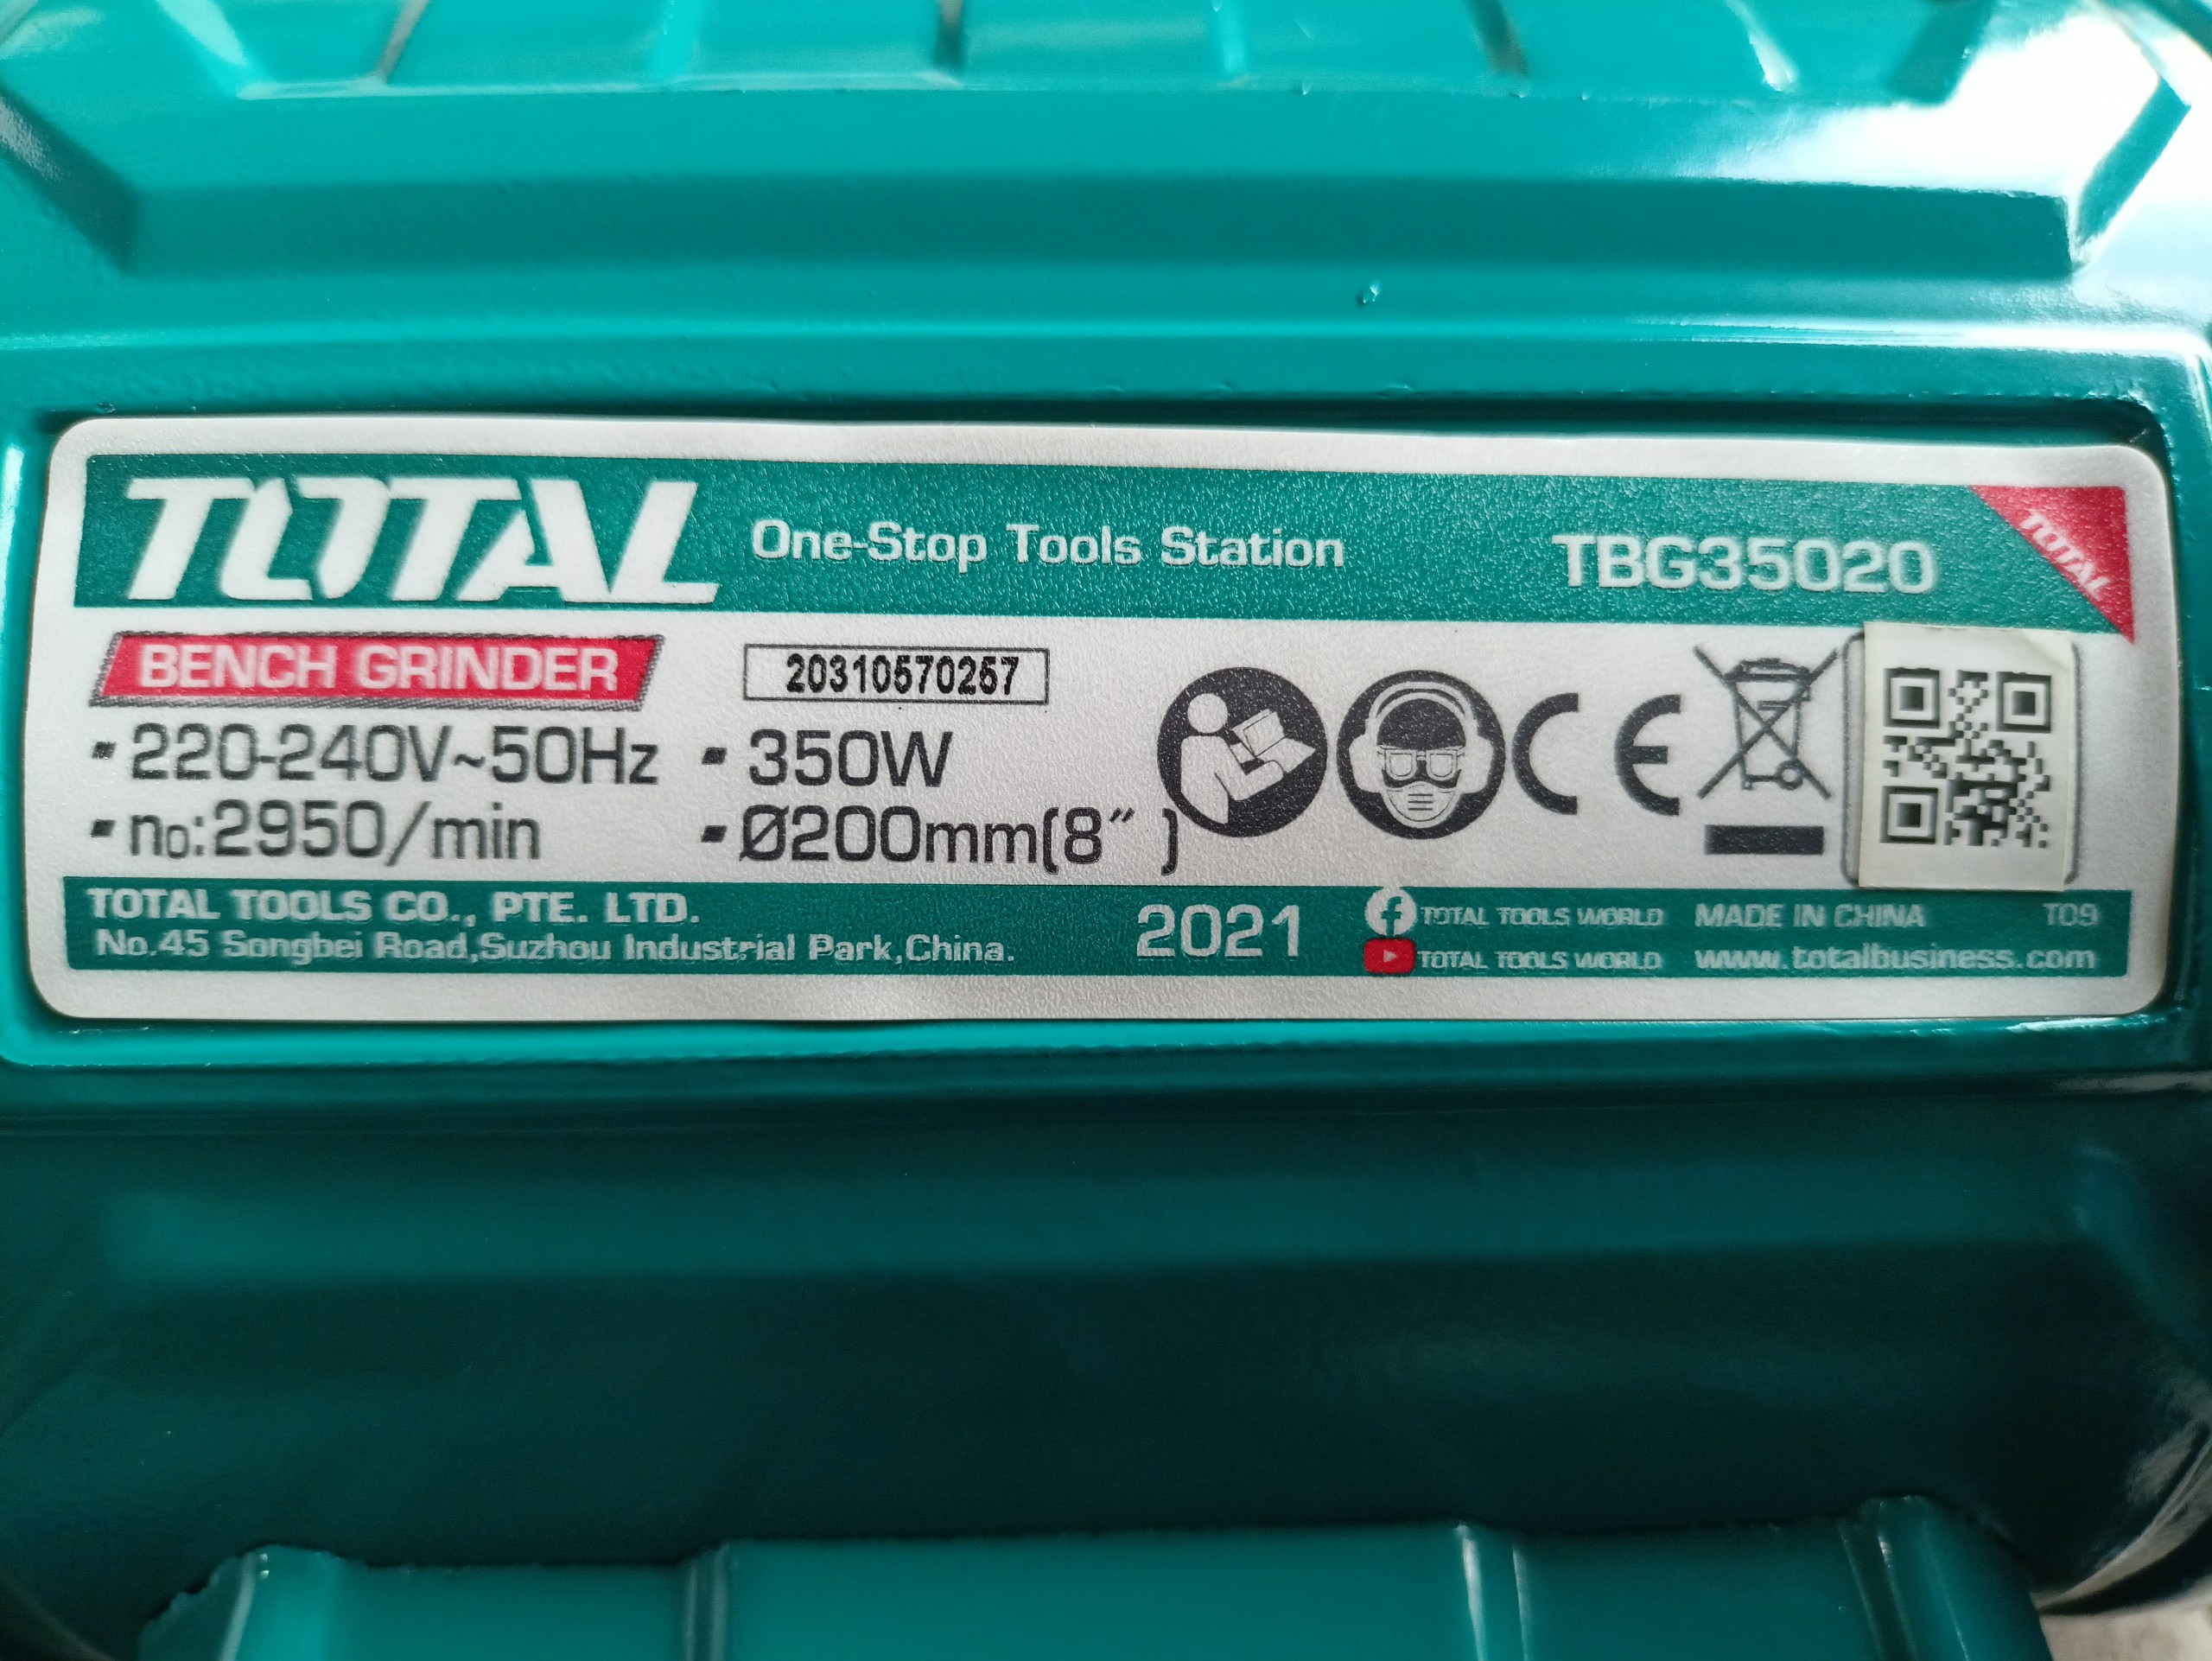 TOTAL One-Stop Tools Station TBG35020 TOTAL
BENCH GRINDER 20310570257
▪220-240V~50Hz ▪350W
▪n₀:2950/min ▪Ø200mm(8″ )
TOTAL TOOLS CO., PTE. LTD.
No.45 Songbei Road,Suzhou Industrial Park,China.
2021
TOTAL TOOLS WORLD MADE IN CHINA T09
TOTAL TOOLS WORLD www.totalbusiness.com